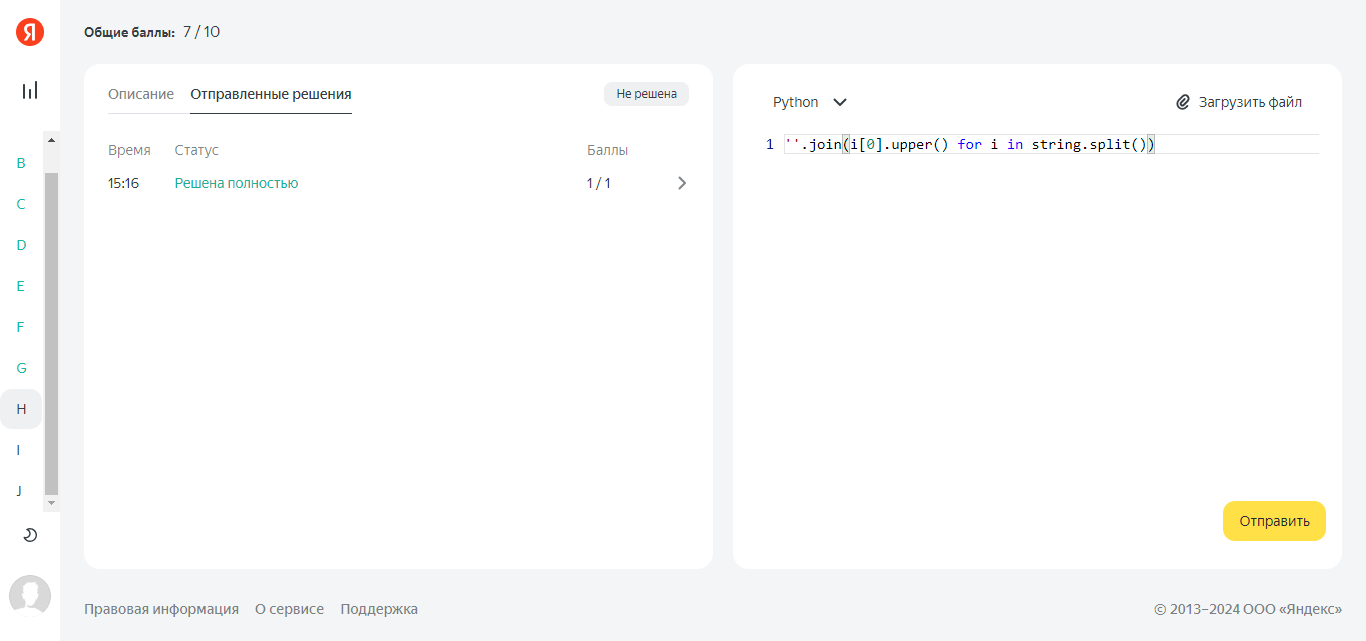 Я
Общие баллы: 7 / 10
B
C
D
E
F
G
H
I
J
Описание Отправленные решения Не решена
Время Статус Баллы
15:16 Решена полностью 1 / 1
Python Загрузить файл
1 ''.join(i[0].upper() for i in string.split())
Отправить
Правовая информация О сервисе Поддержка © 2013–2024 ООО «Яндекс»